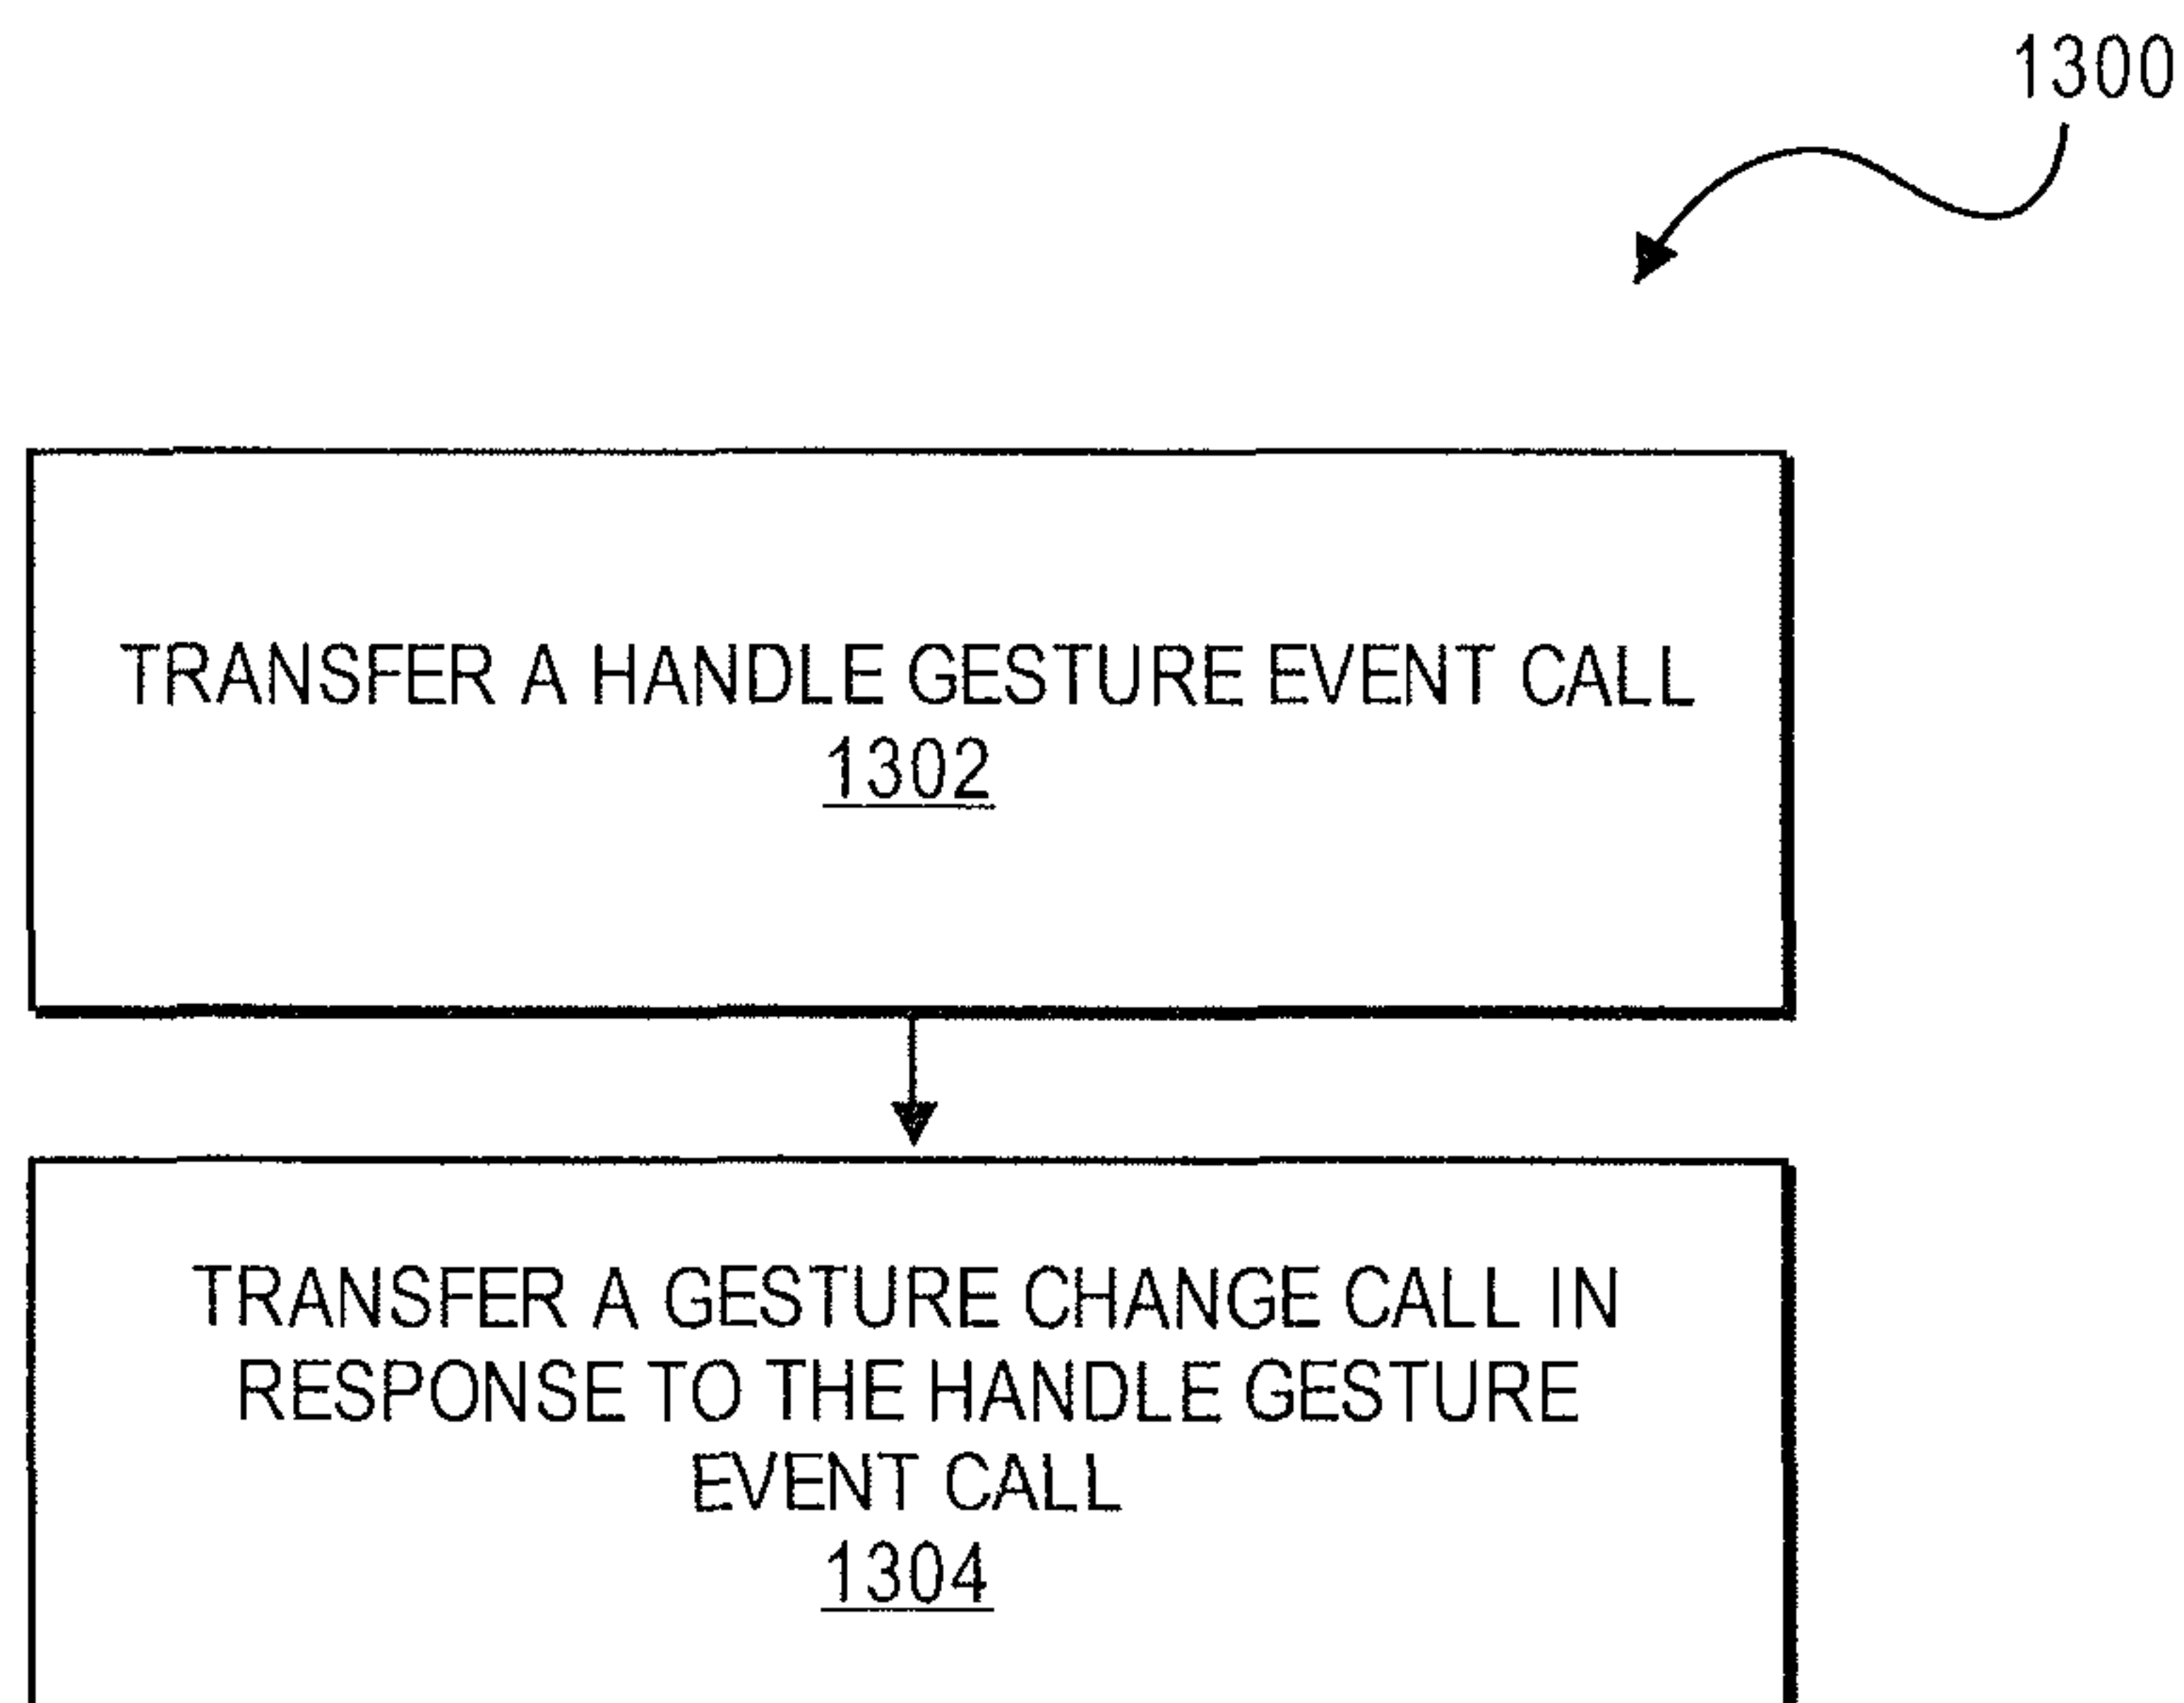 1300
TRANSFER A HANDLE GESTURE EVENT CALL
1302
TRANSFER A GESTURE CHANGE CALL IN
RESPONSE TO THE HANDLE GESTURE
EVENT CALL
1304